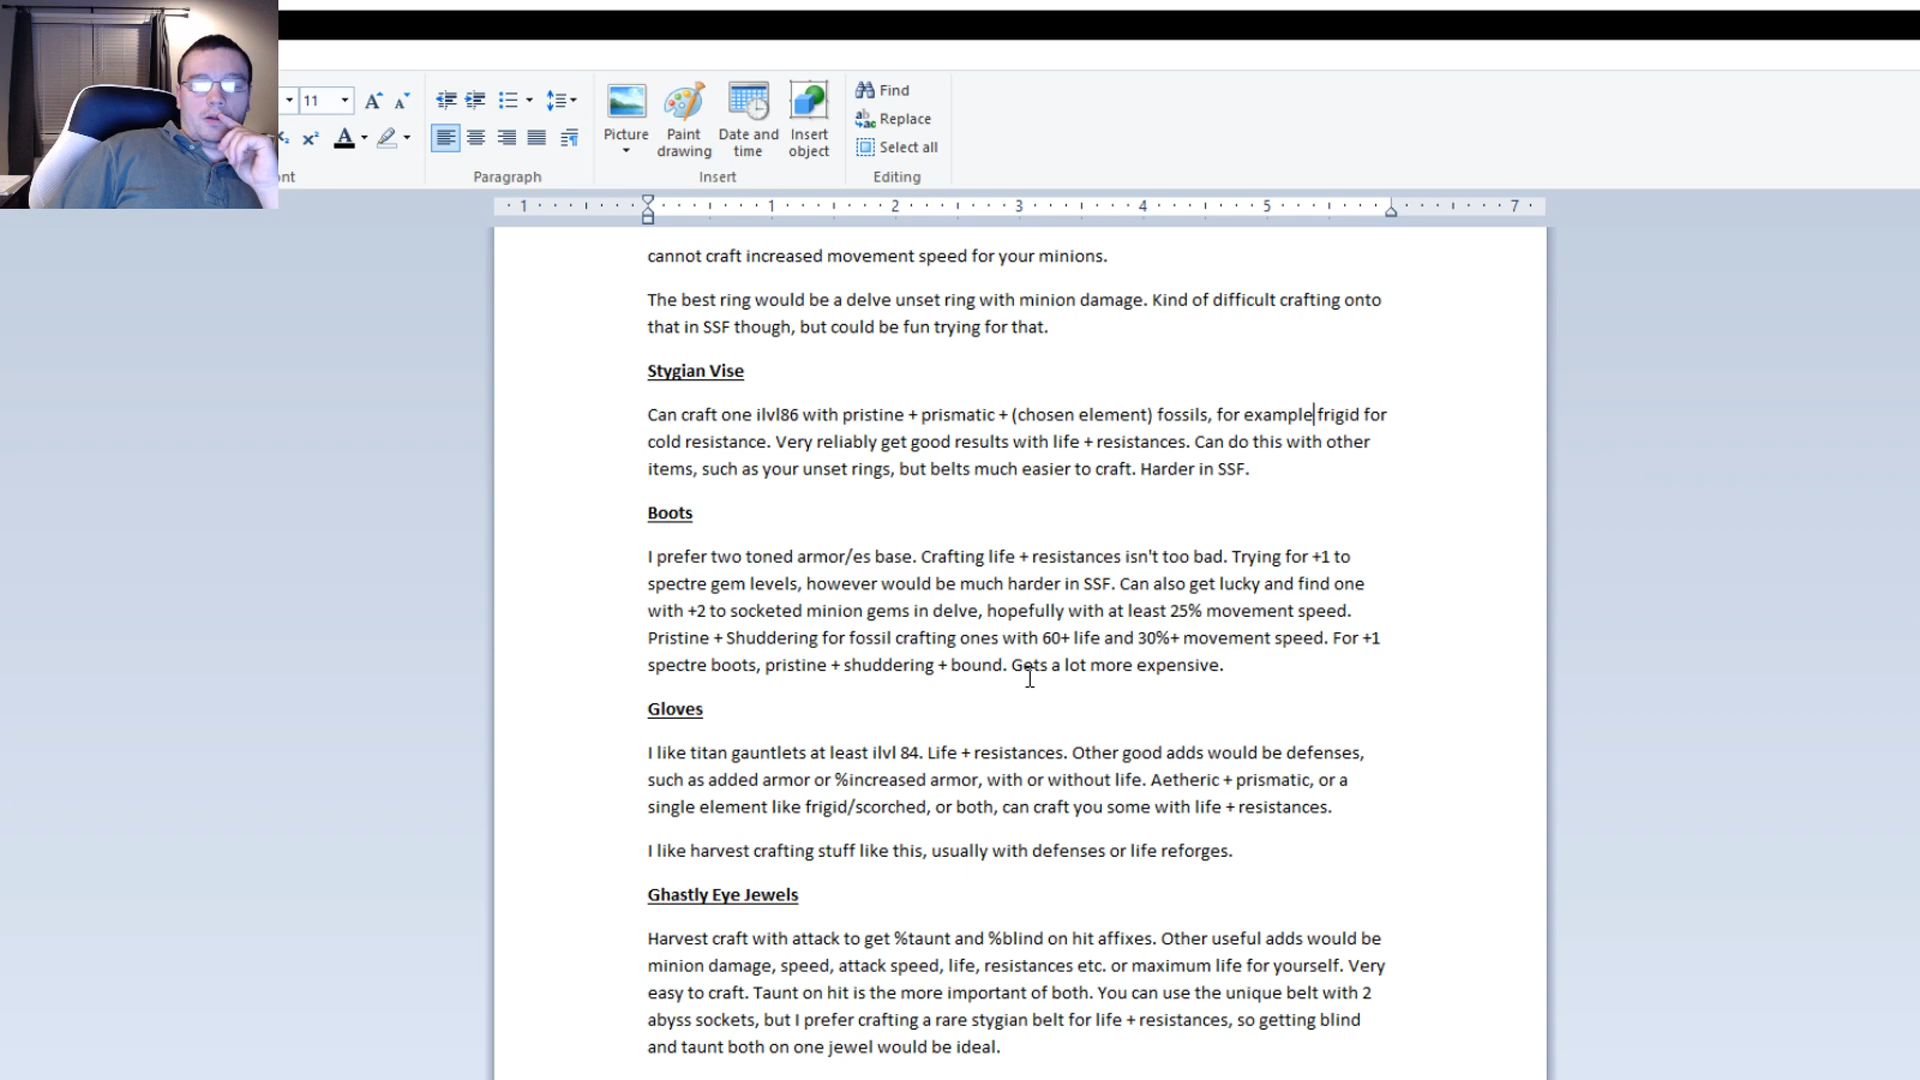 11
A A
Find
Replace
Select all
Picture
Paint drawing
Date and time
Insert object
x² A
nt
Paragraph
Insert
Editing
1 1 2 3 4 5 7
cannot craft increased movement speed for your minions.
The best ring would be a delve unset ring with minion damage. Kind of difficult crafting onto
that in SSF though, but could be fun trying for that.
Stygian Vise
Can craft one ilvl86 with pristine + prismatic + (chosen element) fossils, for example frigid for
cold resistance. Very reliably get good results with life + resistances. Can do this with other
items, such as your unset rings, but belts much easier to craft. Harder in SSF.
Boots
I prefer two toned armor/es base. Crafting life + resistances isn't too bad. Trying for +1 to
spectre gem levels, however would be much harder in SSF. Can also get lucky and find one
with +2 to socketed minion gems in delve, hopefully with at least 25% movement speed.
Pristine + Shuddering for fossil crafting ones with 60+ life and 30%+ movement speed. For +1
spectre boots, pristine + shuddering + bound. Gets a lot more expensive.
Gloves
I like titan gauntlets at least ilvl 84. Life + resistances. Other good adds would be defenses,
such as added armor or %increased armor, with or without life. Aetheric + prismatic, or a
single element like frigid/scorched, or both, can craft you some with life + resistances.
I like harvest crafting stuff like this, usually with defenses or life reforges.
Ghastly Eye Jewels
Harvest craft with attack to get %taunt and %blind on hit affixes. Other useful adds would be
minion damage, speed, attack speed, life, resistances etc. or maximum life for yourself. Very
easy to craft. Taunt on hit is the more important of both. You can use the unique belt with 2
abyss sockets, but I prefer crafting a rare stygian belt for life + resistances, so getting blind
and taunt both on one jewel would be ideal.